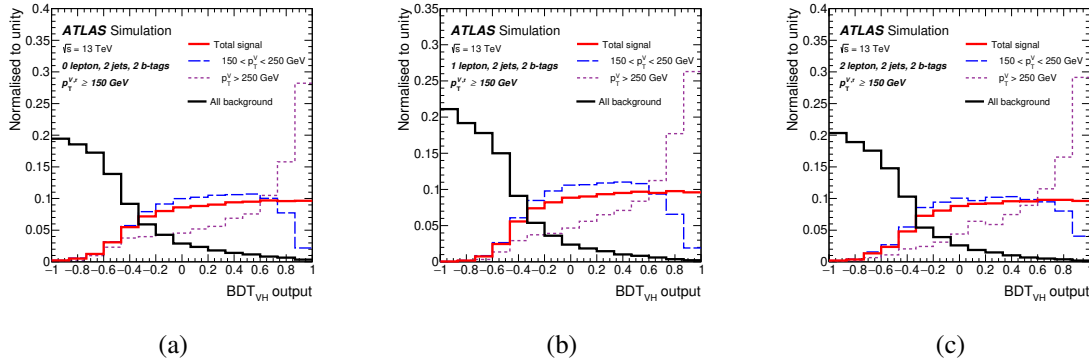 ATLAS Simulation
√s = 13 TeV
0 lepton, 2 jets, 2 b-tags
p_T^{V,r} ≥ 150 GeV
Total signal
150 < p_T^V < 250 GeV
p_T^V > 250 GeV
All background
Normalised to unity
0.4
0.35
0.3
0.25
0.2
0.15
0.1
0.05
0
−1 −0.8 −0.6 −0.4 −0.2 0 0.2 0.4 0.6 0.8 1
BDT_VH output
(a)
ATLAS Simulation
√s = 13 TeV
1 lepton, 2 jets, 2 b-tags
p_T^{V,r} ≥ 150 GeV
Total signal
150 < p_T^V < 250 GeV
p_T^V > 250 GeV
All background
Normalised to unity
0.4
0.35
0.3
0.25
0.2
0.15
0.1
0.05
0
−1 −0.8 −0.6 −0.4 −0.2 0 0.2 0.4 0.6 0.8 1
BDT_VH output
(b)
ATLAS Simulation
√s = 13 TeV
2 lepton, 2 jets, 2 b-tags
p_T^{V,r} ≥ 150 GeV
Total signal
150 < p_T^V < 250 GeV
p_T^V > 250 GeV
All background
Normalised to unity
0.4
0.35
0.3
0.25
0.2
0.15
0.1
0.05
0
−1 −0.8 −0.6 −0.4 −0.2 0 0.2 0.4 0.6 0.8 1
BDT_VH output
(c)